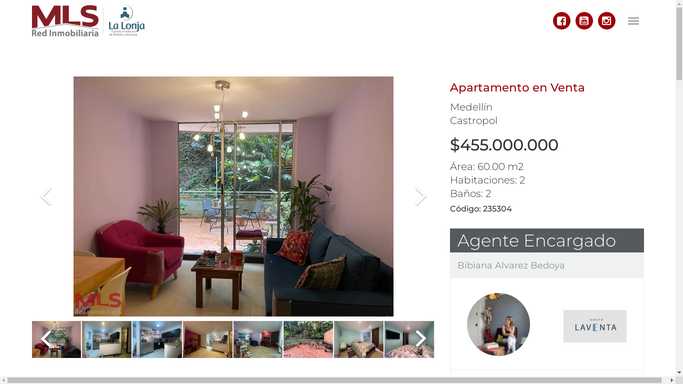 MLS
Red Inmobiliaria
La Lonja
Apartamento en Venta
Medellín
Castropol
$455.000.000
Área: 60.00 m2
Habitaciones: 2
Baños: 2
Código: 235304
MLS
Agente Encargado
Bibiana Alvarez Bedoya
LAVENTA